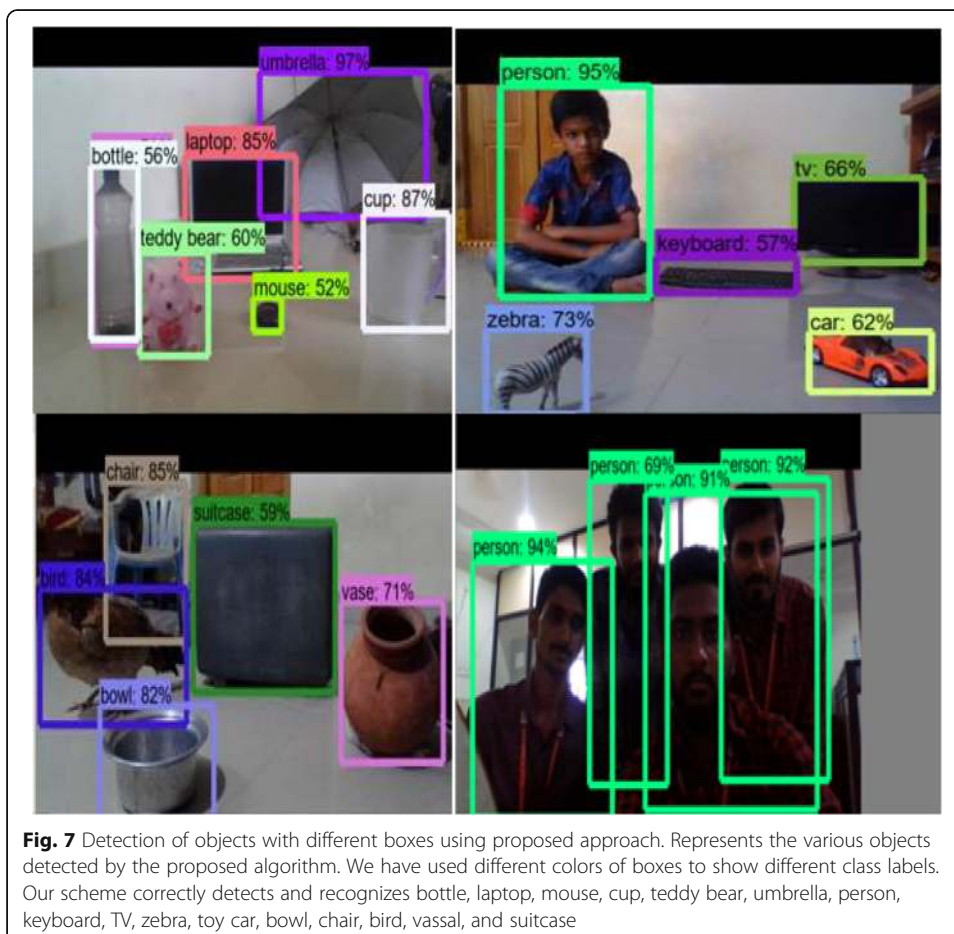 umbrella: 97%
bottle: 56%
laptop: 85%
cup: 87%
teddy bear: 60%
mouse: 52%
person: 95%
tv: 66%
keyboard: 57%
zebra: 73%
car: 62%
chair: 85%
suitcase: 59%
bird: 84%
vase: 71%
bowl: 82%
person: 69%
person: 92%
91%
person: 94%
Fig. 7 Detection of objects with different boxes using proposed approach. Represents the various objects
detected by the proposed algorithm. We have used different colors of boxes to show different class labels.
Our scheme correctly detects and recognizes bottle, laptop, mouse, cup, teddy bear, umbrella, person,
keyboard, TV, zebra, toy car, bowl, chair, bird, vassal, and suitcase